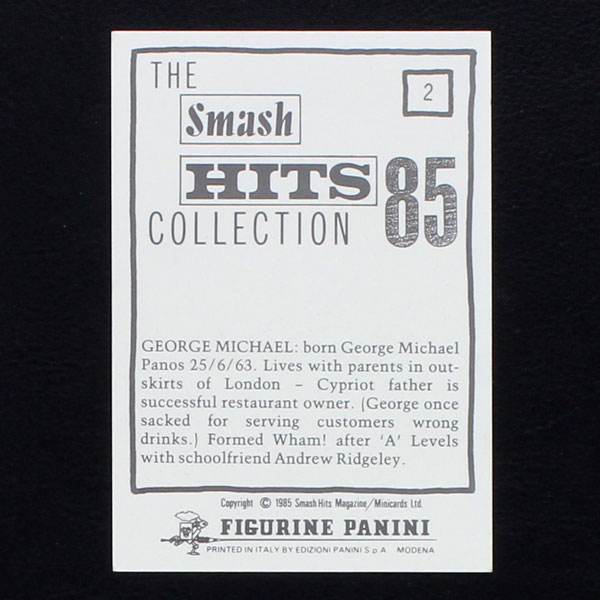 THE
2
Smash
HITS
85
COLLECTION
GEORGE MICHAEL: born George Michael
Panos 25/6/63. Lives with parents in out-
skirts of London – Cypriot father is
successful restaurant owner. (George once
sacked for serving customers wrong
drinks.) Formed Wham! after 'A' Levels
with schoolfriend Andrew Ridgeley.
Copyright © 1985 Smash Hits Magazine/Minicards Ltd.
FIGURINE PANINI
PRINTED IN ITALY BY EDIZIONI PANINI S.p.A. MODENA